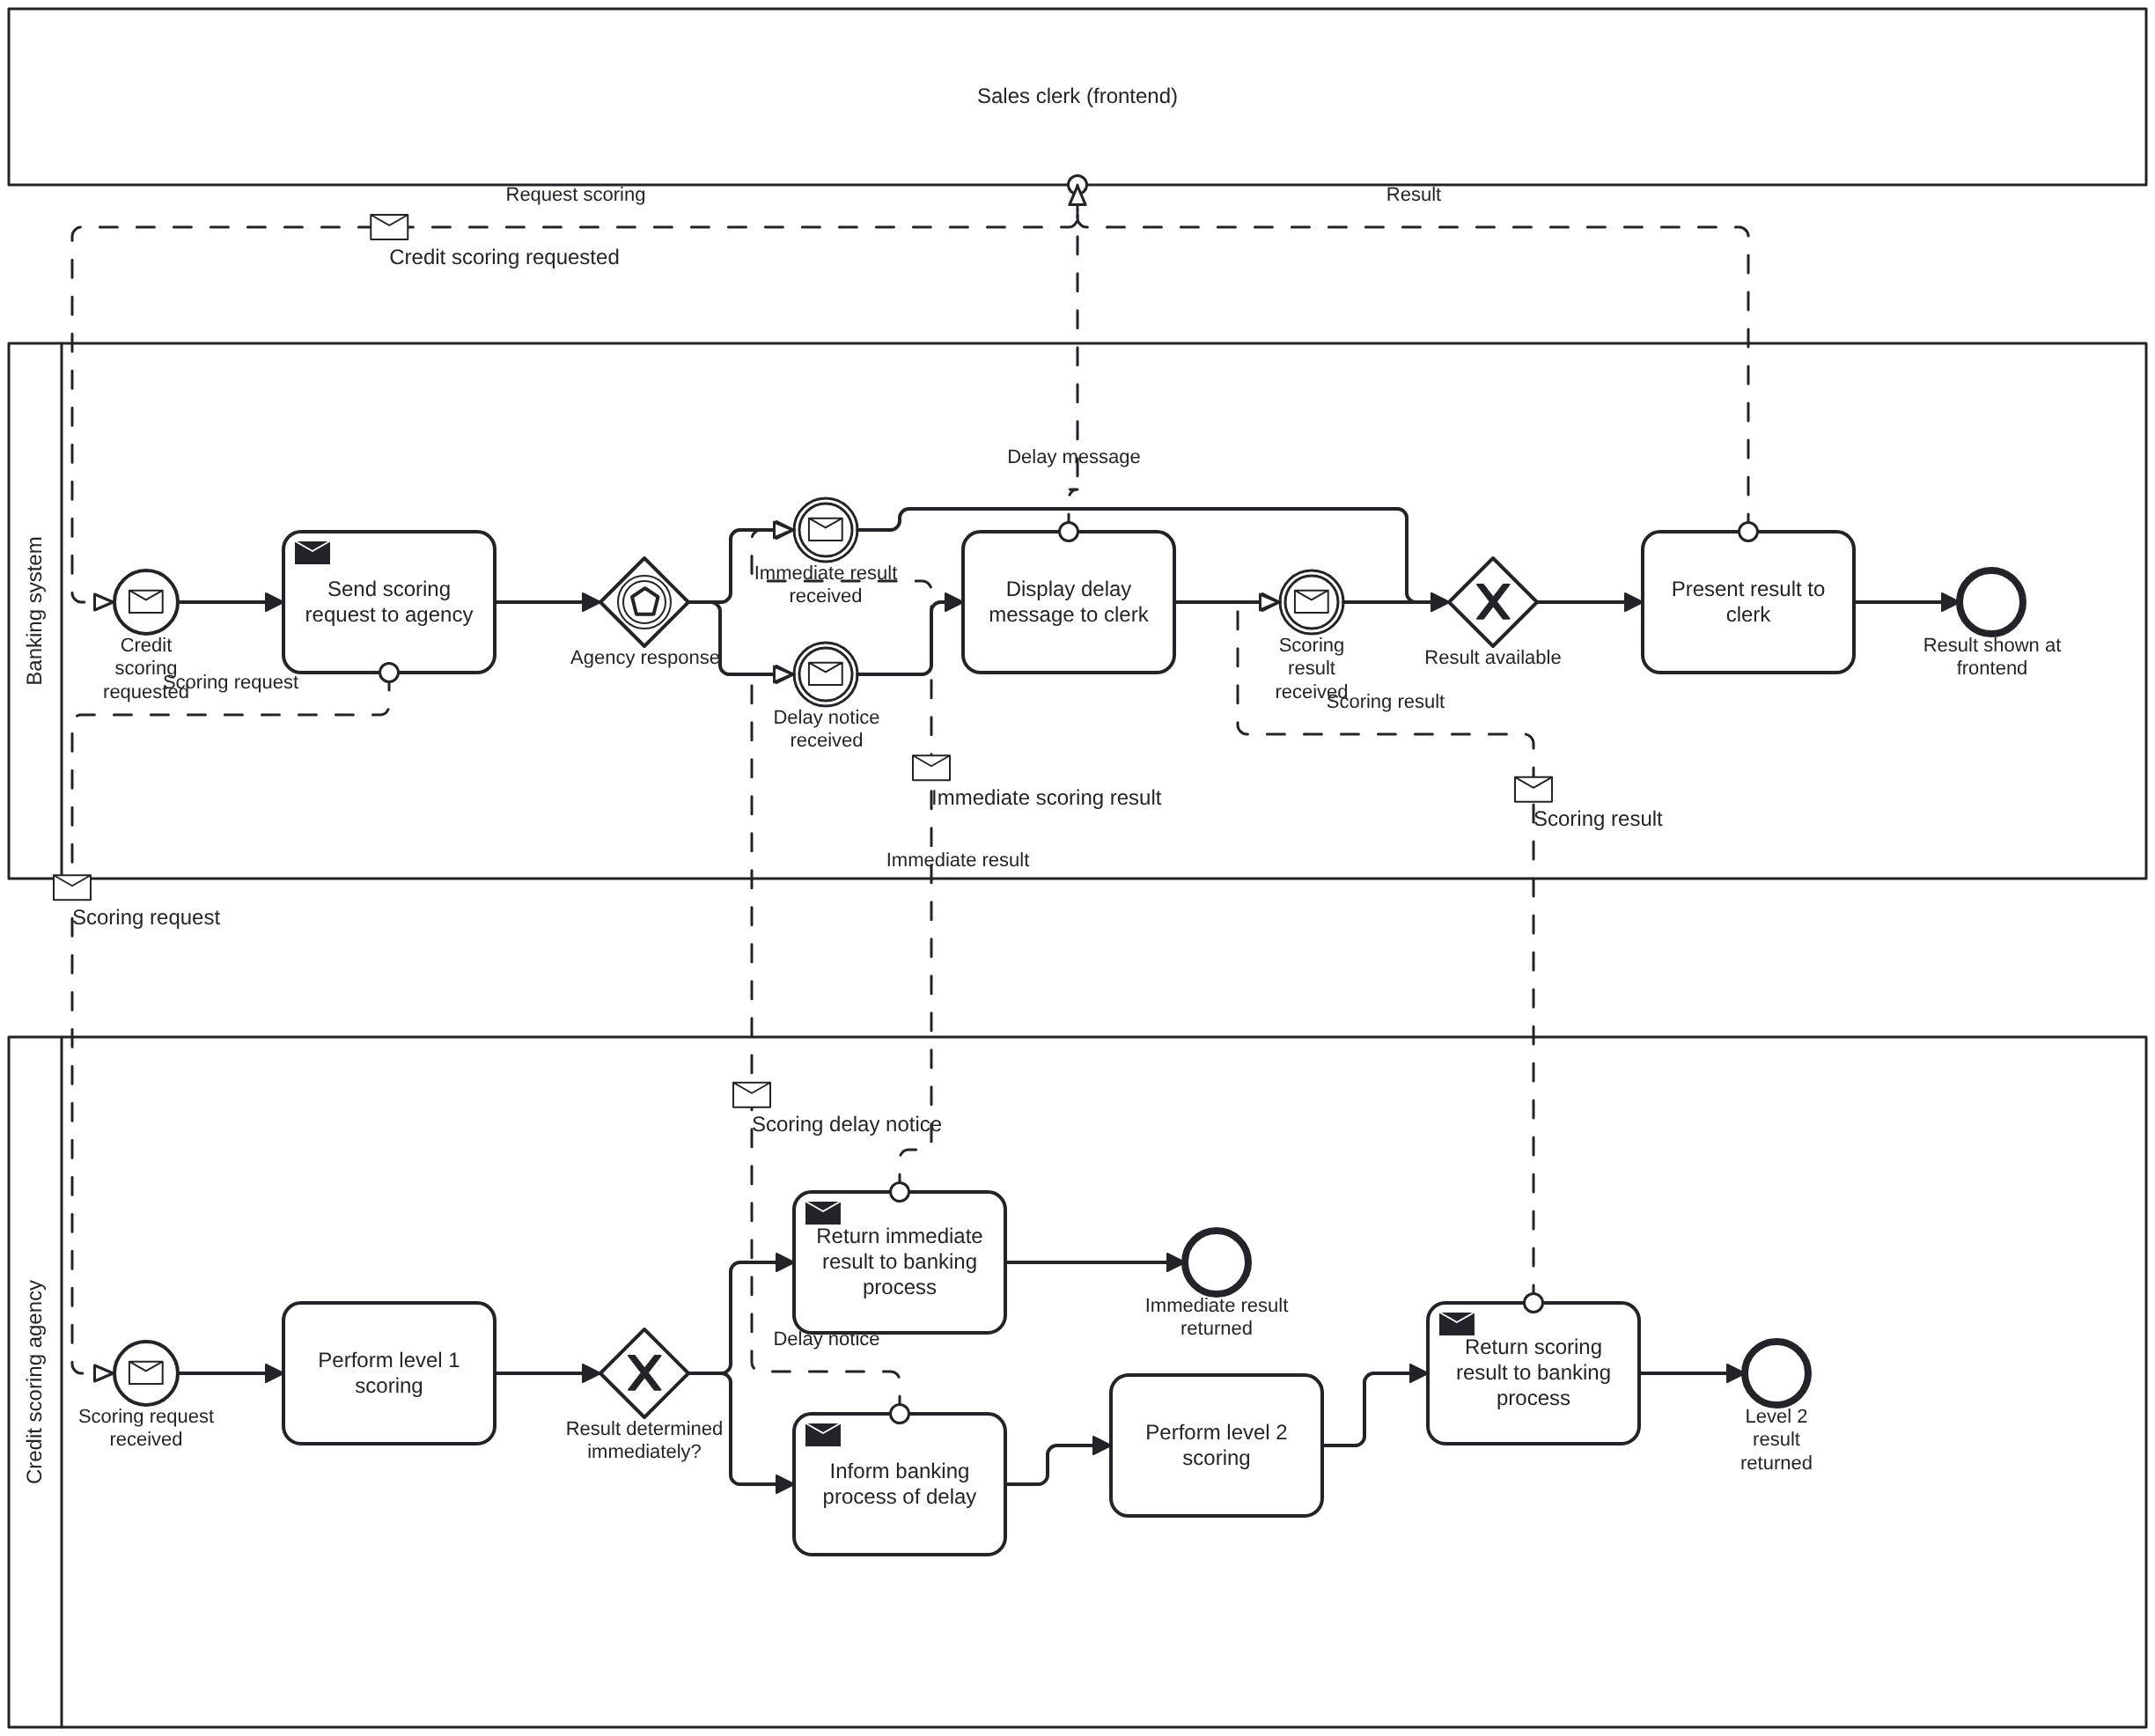 Sales clerk (frontend)
Request scoring
Result
Credit scoring requested
Banking system
Delay message
Send scoring
request to agency
Credit
scoring
requested
Scoring request
Agency response
Immediate result
received
Delay notice
received
Display delay
message to clerk
Scoring
result
received
Scoring result
Result available
Present result to
clerk
Result shown at
frontend
Immediate scoring result
Scoring result
Immediate result
Scoring request
Credit scoring agency
Scoring delay notice
Return immediate
result to banking
process
Immediate result
returned
Delay notice
Scoring request
received
Perform level 1
scoring
Result determined
immediately?
Inform banking
process of delay
Perform level 2
scoring
Return scoring
result to banking
process
Level 2
result
returned